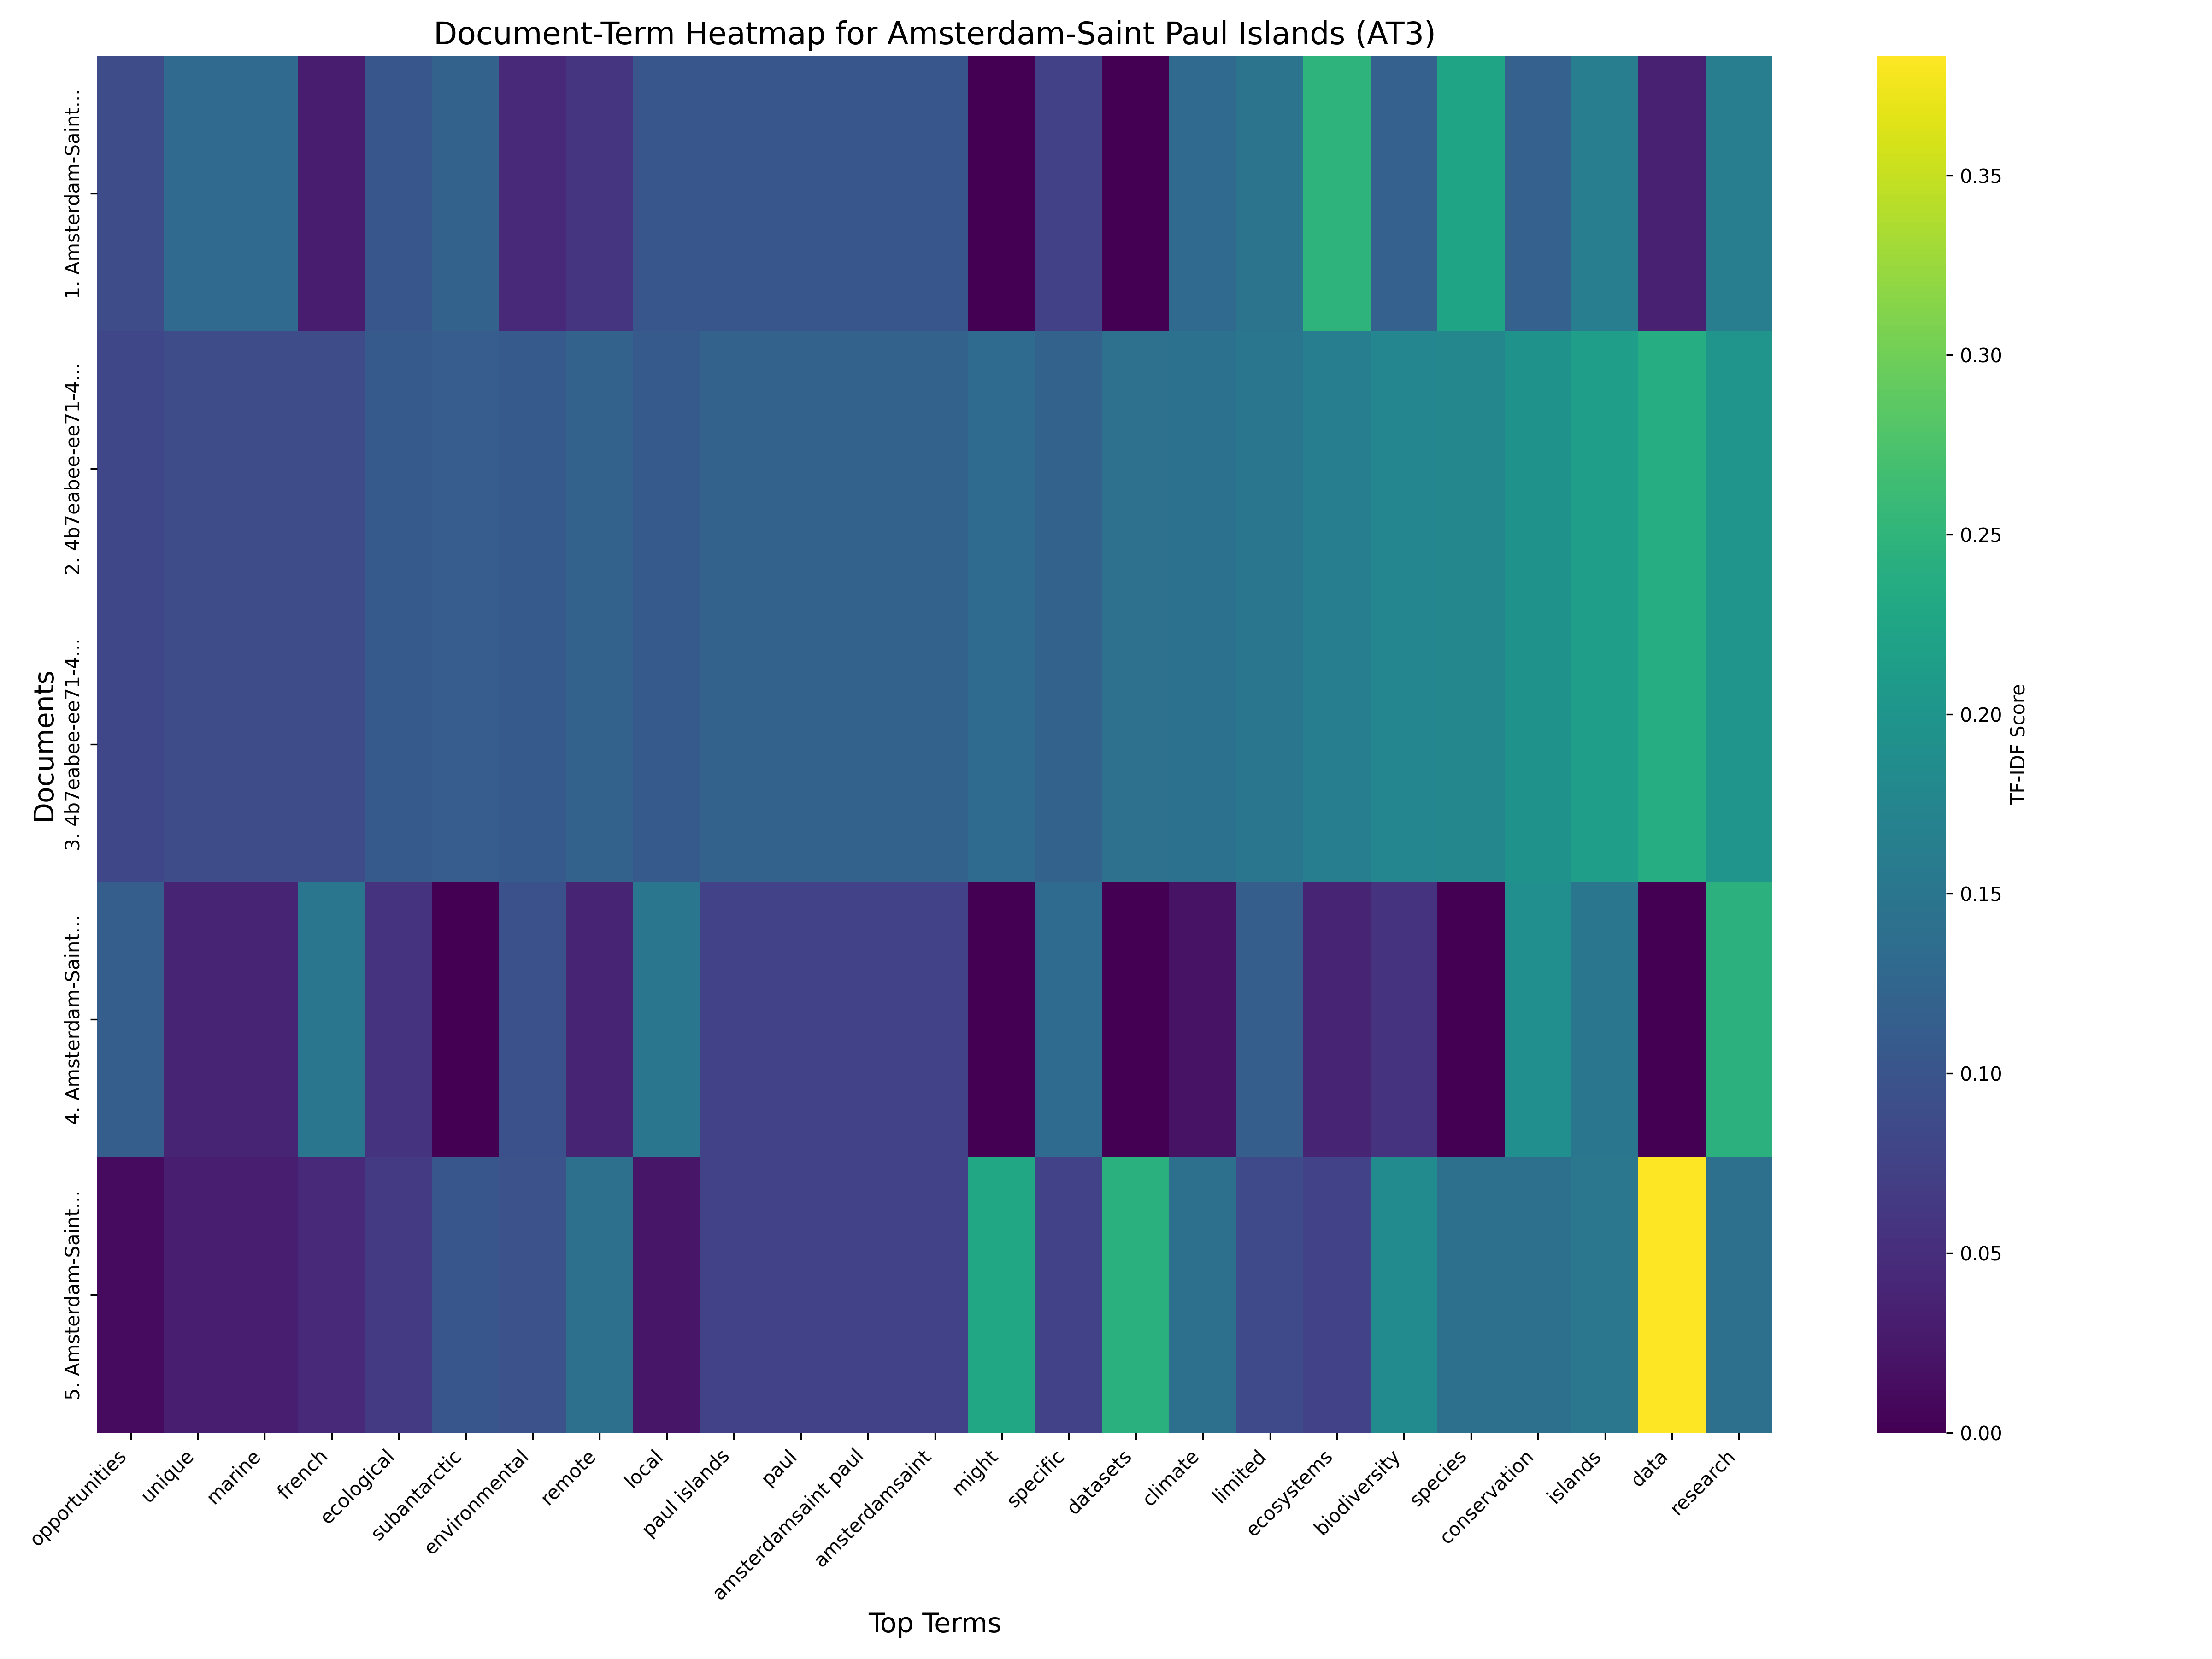 Document-Term Heatmap for Amsterdam-Saint Paul Islands (AT3)
Documents
1. Amsterdam-Saint...
2. 4b7eabee-ee71-4...
3. 4b7eabee-ee71-4...
4. Amsterdam-Saint...
5. Amsterdam-Saint...
opportunities
unique
marine
french
ecological
subantarctic
environmental
remote
local
paul islands
paul
amsterdamsaint paul
amsterdamsaint
might
specific
datasets
climate
limited
ecosystems
biodiversity
species
conservation
islands
data
research
Top Terms
0.35
0.30
0.25
0.20
0.15
0.10
0.05
0.00
TF-IDF Score